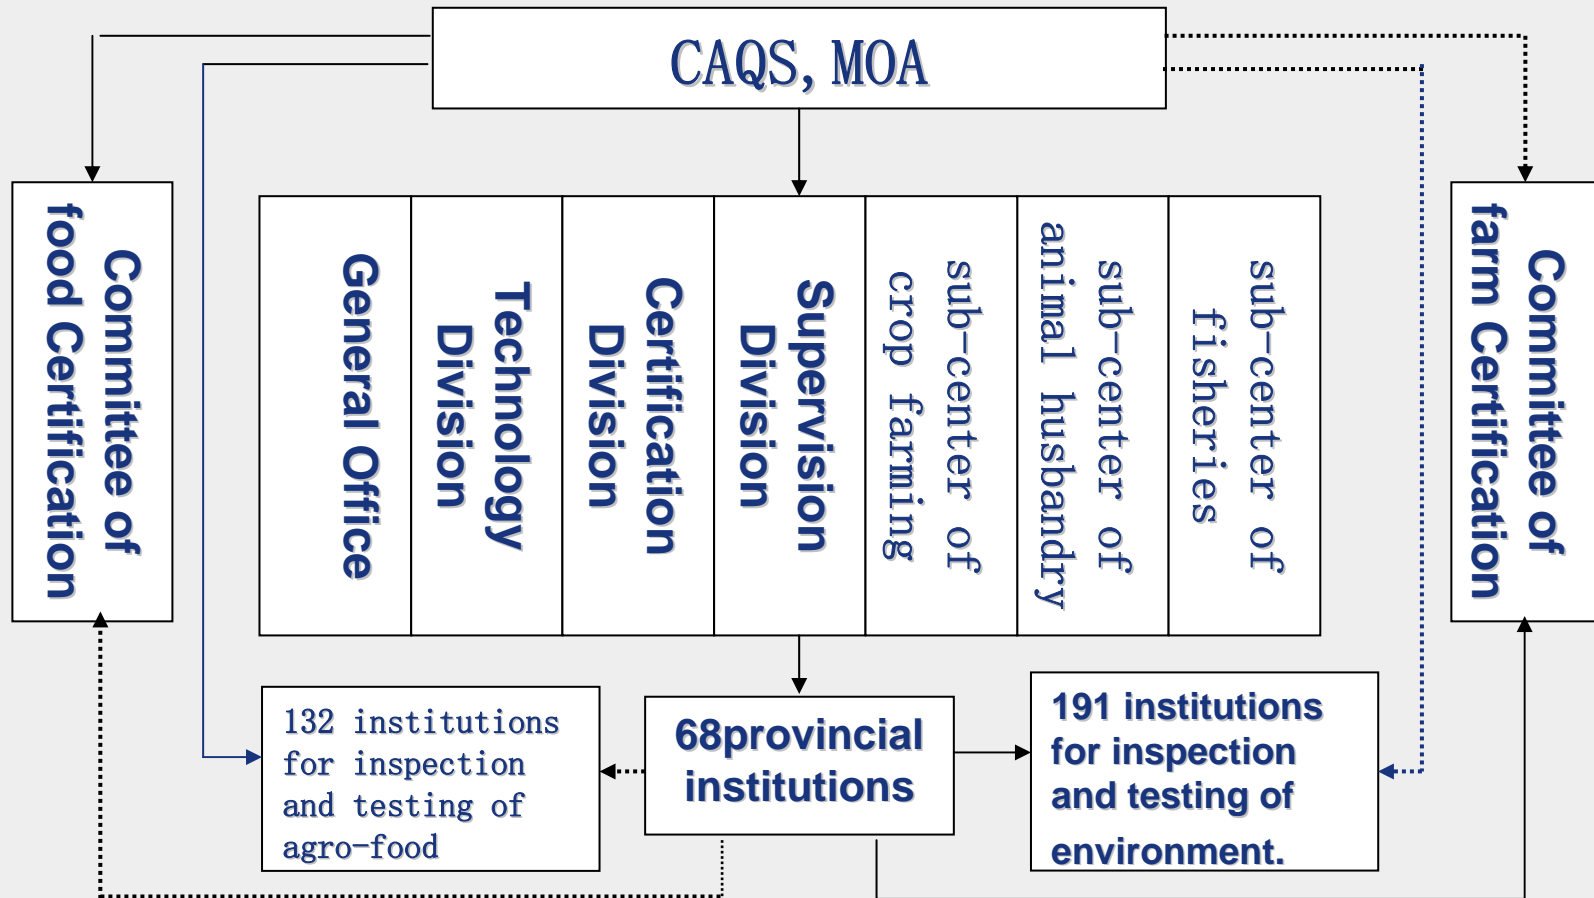 CAQS, MOA
Committee of
food Certification
General Office
Technology
Division
Certification
Division
Supervision
Division
sub-center of
crop farming
sub-center of
animal husbandry
sub-center of
fisheries
Committee of
farm Certification
132 institutions
for inspection
and testing of
agro-food
68provincial
institutions
191 institutions
for inspection
and testing of
environment.